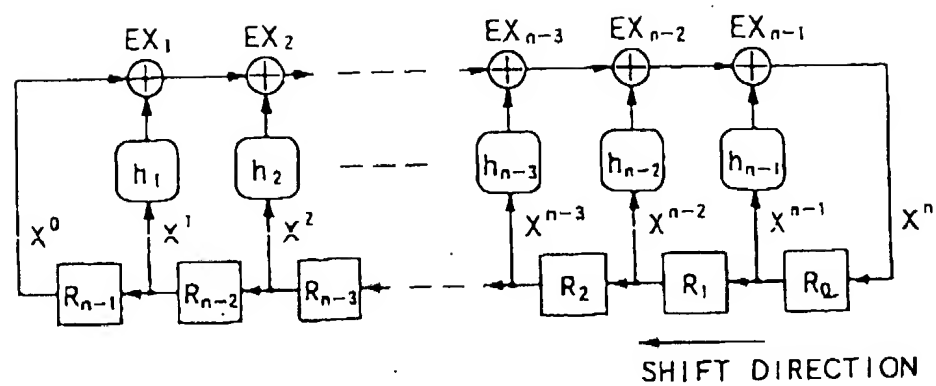 EX₁ EX₂ EXₙ₋₃ EXₙ₋₂ EXₙ₋₁
h₁ h₂ hₙ₋₃ hₙ₋₂ hₙ₋₁
X⁰ X¹ X² Xⁿ⁻³ Xⁿ⁻² Xⁿ⁻¹ Xⁿ
Rₙ₋₁ Rₙ₋₂ Rₙ₋₃ R₂ R₁ R₀
SHIFT DIRECTION